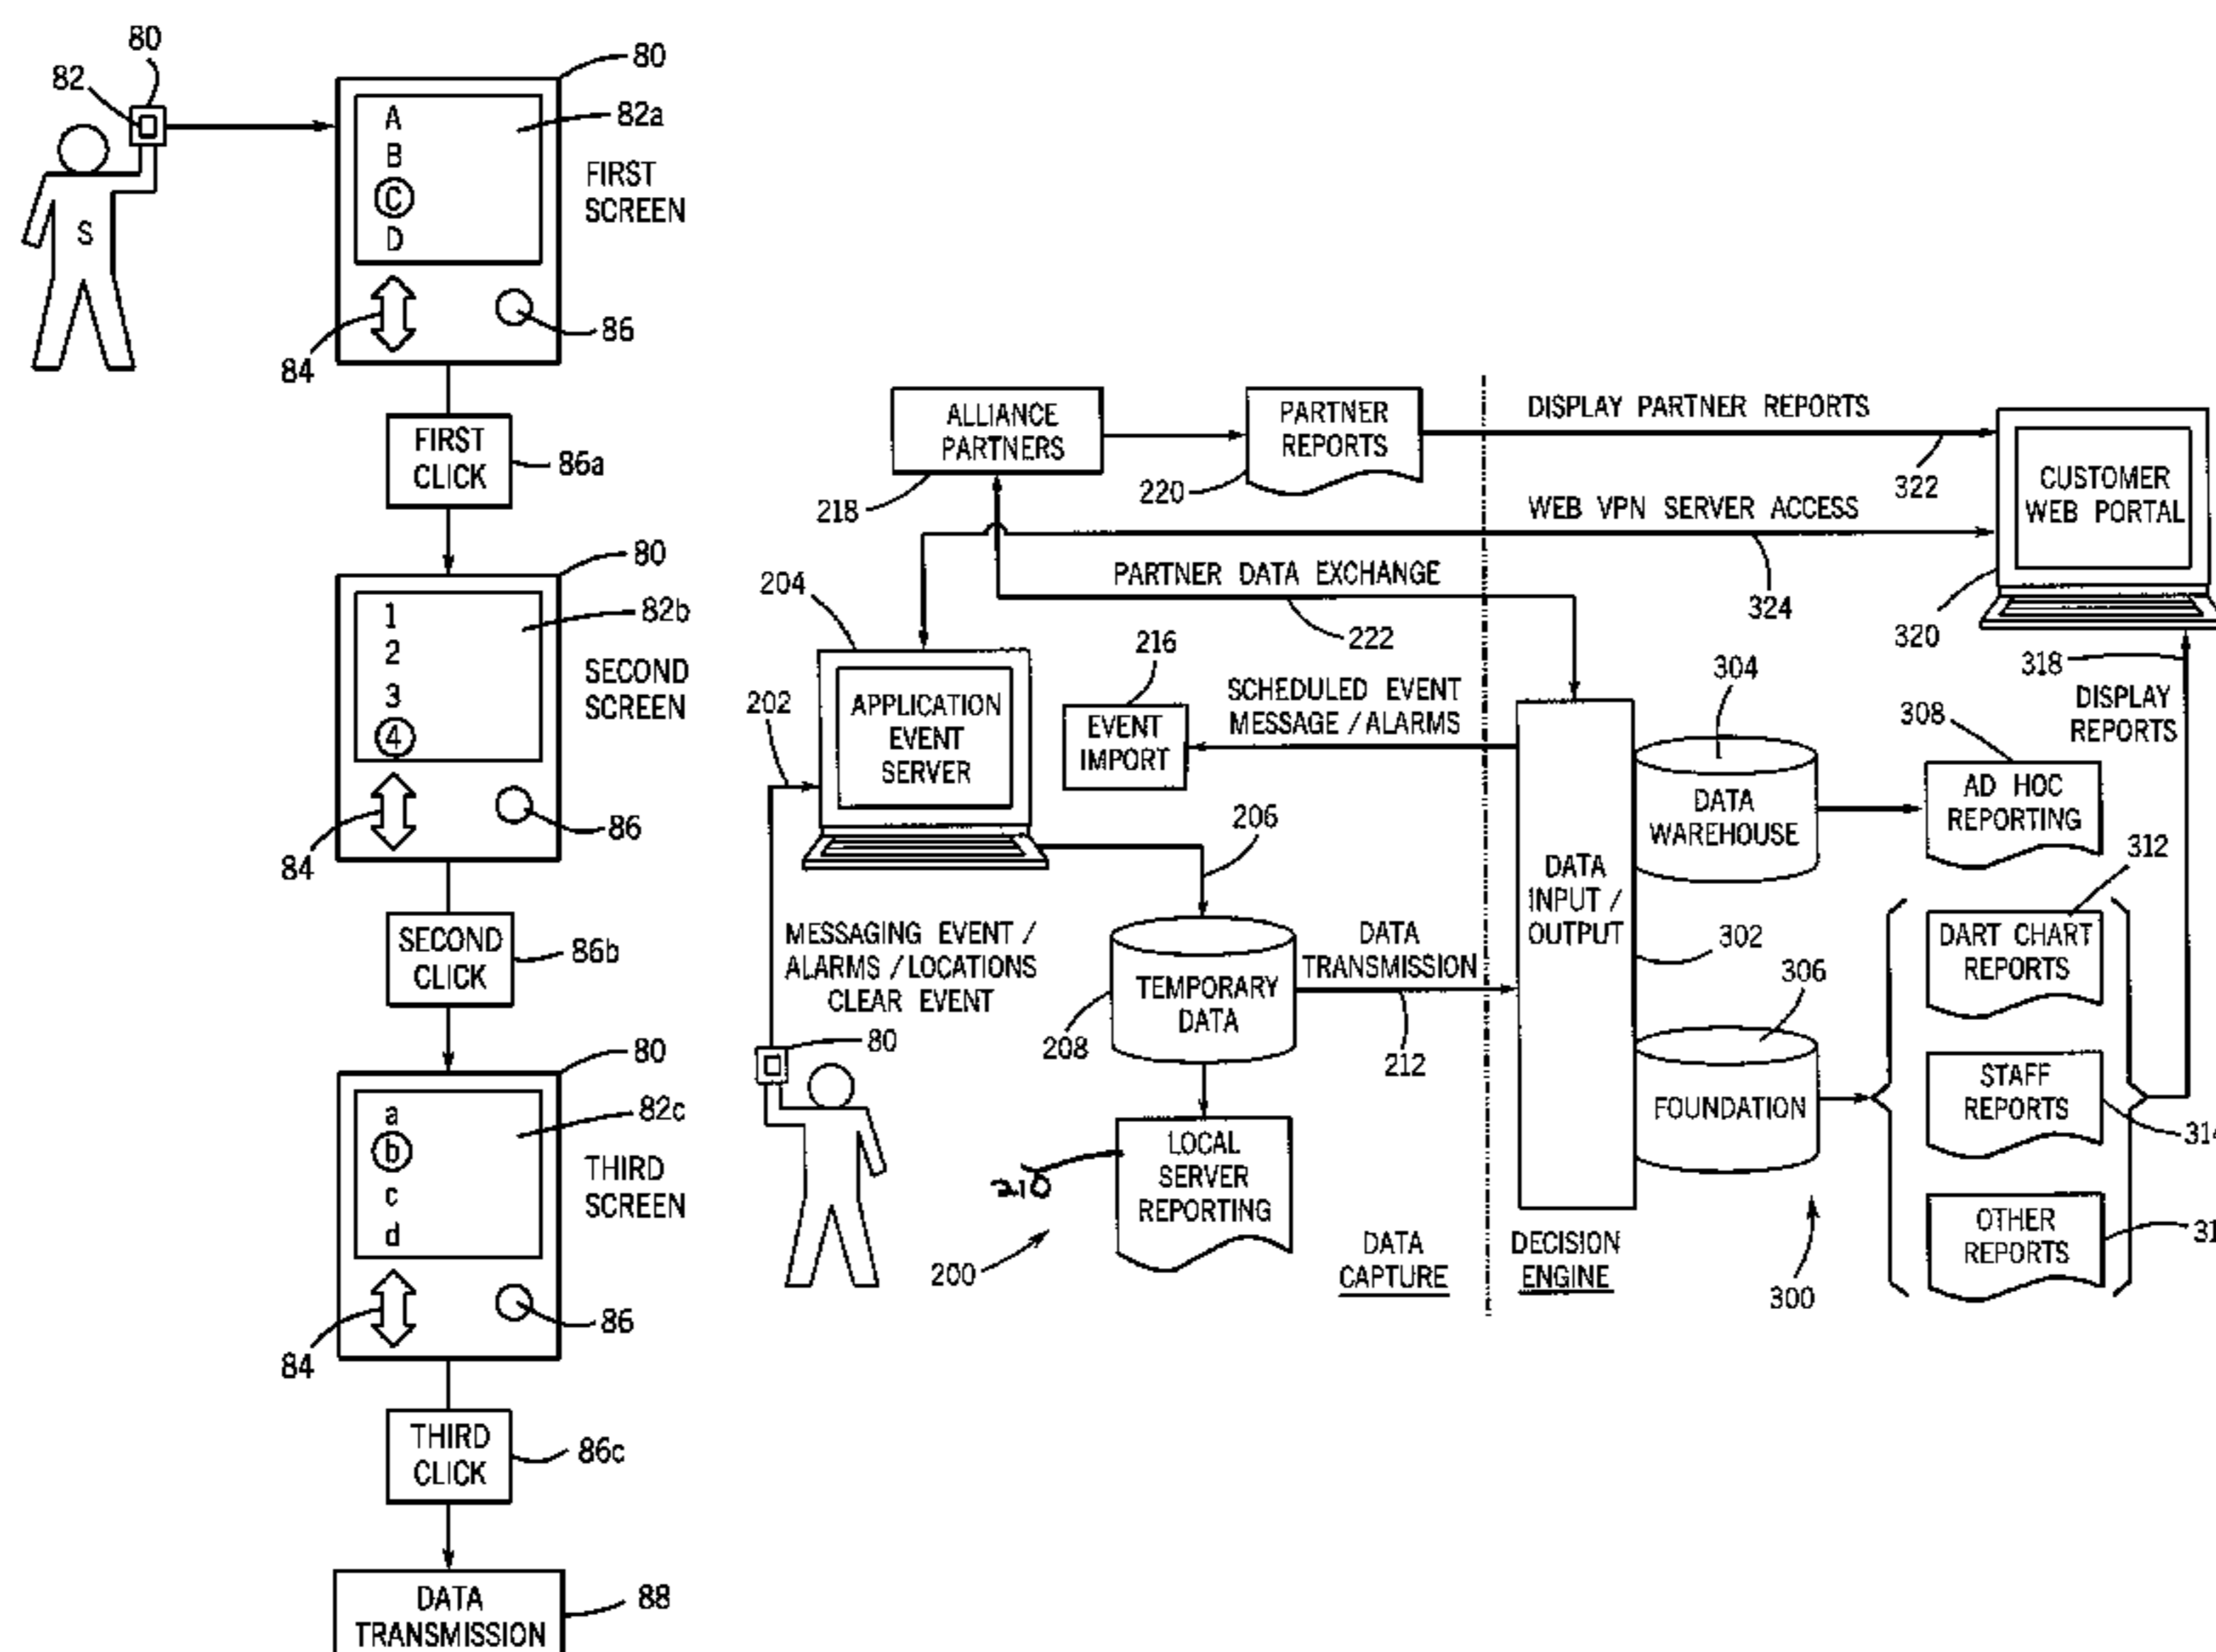 80
82
80
A
82a
B
FIRST
SCREEN
C
S
D
86
84
FIRST
CLICK
86a
80
1
82b
2
SECOND
SCREEN
3
4
86
84
SECOND
CLICK
86b
80
a
82c
b
THIRD
SCREEN
c
d
86
84
THIRD
CLICK
86c
DATA
TRANSMISSION
88
ALLIANCE
PARTNERS
218
PARTNER
REPORTS
220
DISPLAY PARTNER REPORTS
322
CUSTOMER
WEB PORTAL
320
WEB VPN SERVER ACCESS
324
PARTNER DATA EXCHANGE
222
204
202
APPLICATION
EVENT
SERVER
216
EVENT
IMPORT
SCHEDULED EVENT
MESSAGE / ALARMS
206
MESSAGING EVENT /
ALARMS / LOCATIONS
CLEAR EVENT
80
TEMPORARY
DATA
208
DATA
TRANSMISSION
212
LOCAL
SERVER
REPORTING
210
200
DATA
CAPTURE
DECISION
ENGINE
DATA
INPUT /
OUTPUT
302
304
DATA
WAREHOUSE
306
FOUNDATION
300
318
DISPLAY
REPORTS
308
AD HOC
REPORTING
312
DART CHART
REPORTS
STAFF
REPORTS
OTHER
REPORTS